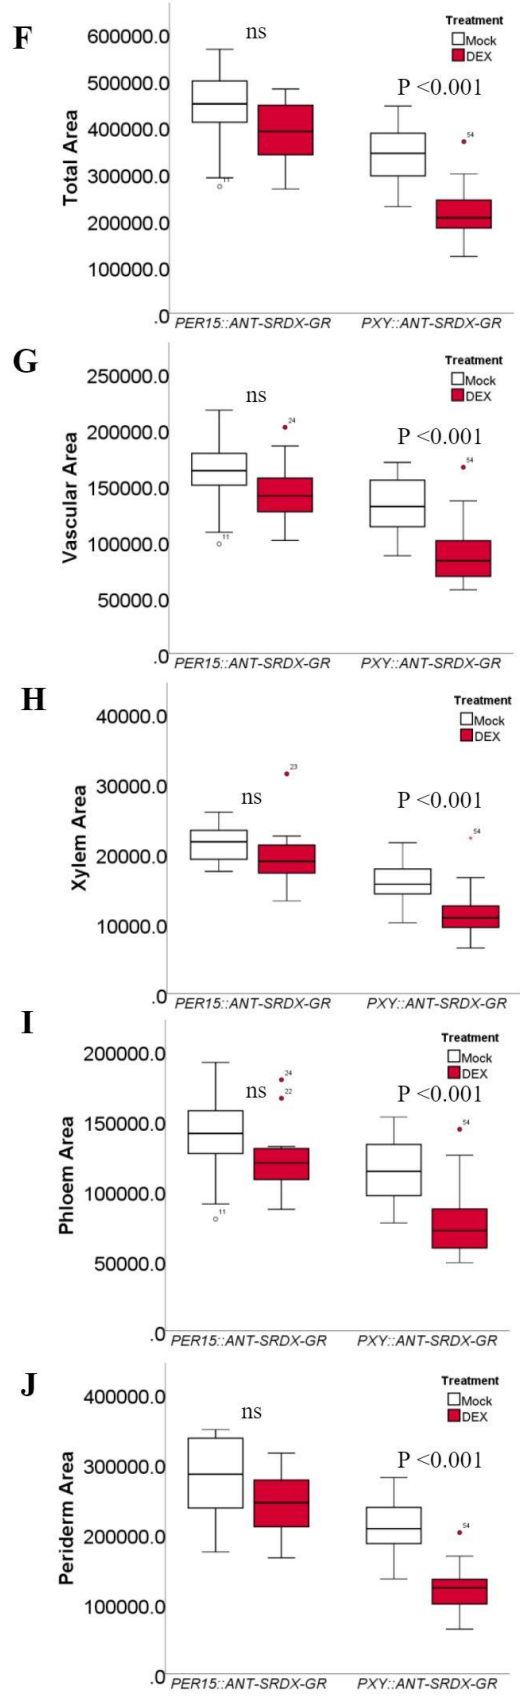 F
Total Area
600000.0
500000.0
400000.0
300000.0
200000.0
100000.0
.0
ns
P <0.001
Treatment
Mock
DEX
11
54
PER15::ANT-SRDX-GR
PXY::ANT-SRDX-GR
G
Vascular Area
250000.0
200000.0
150000.0
100000.0
50000.0
.0
ns
P <0.001
Treatment
Mock
DEX
24
54
11
PER15::ANT-SRDX-GR
PXY::ANT-SRDX-GR
H
Xylem Area
40000.0
30000.0
20000.0
10000.0
.0
ns
P <0.001
Treatment
Mock
DEX
23
54
PER15::ANT-SRDX-GR
PXY::ANT-SRDX-GR
I
Phloem Area
200000.0
150000.0
100000.0
50000.0
.0
ns
P <0.001
Treatment
Mock
DEX
24
22
54
11
PER15::ANT-SRDX-GR
PXY::ANT-SRDX-GR
J
Periderm Area
400000.0
300000.0
200000.0
100000.0
.0
ns
P <0.001
Treatment
Mock
DEX
54
PER15::ANT-SRDX-GR
PXY::ANT-SRDX-GR